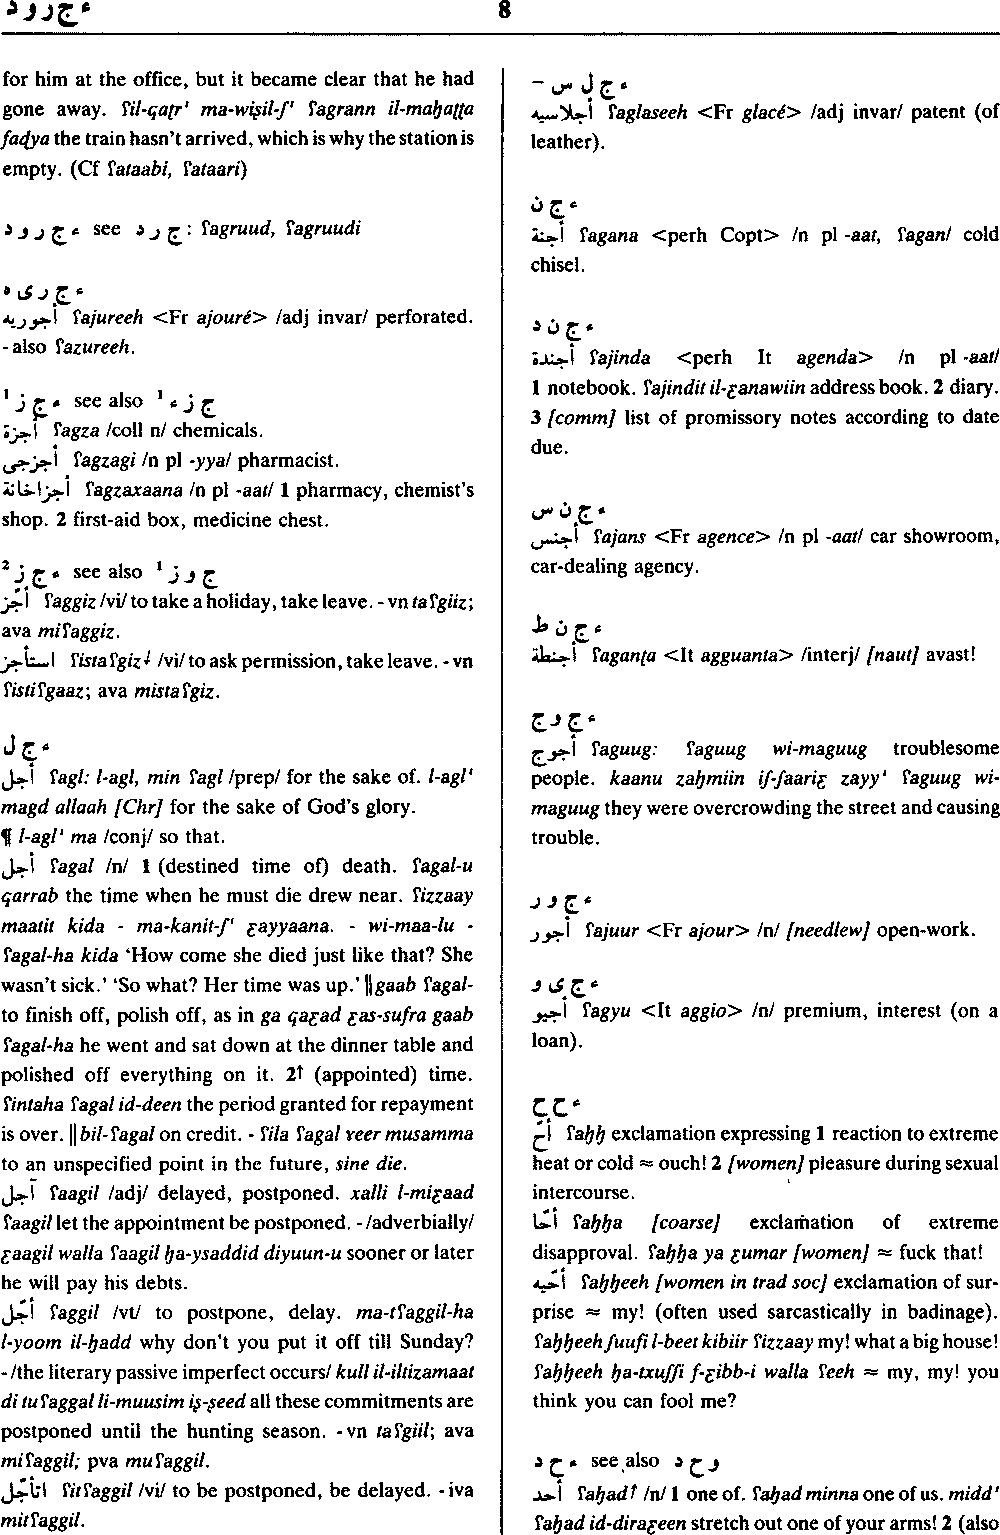 ءجرود
8
for him at the office, but it became clear that he had
gone away. ʕil-qaṭrˈ ma-wiṣil-ʃˈ ʕagrann il-maḥaṭṭa
faḍya the train hasn't arrived, which is why the station is
empty. (Cf ʕataabi, ʕataari)
ء ج ر و د see ج ر د: ʕagruud, ʕagruudi
ء ج ر ى ه
أجوريه ʕajureeh <Fr ajouré> /adj invar/ perforated.
- also ʕazureeh.
ء ج ز ¹ see also ج ز ء ¹
أجزة ʕagza /coll n/ chemicals.
أجزجى ʕagzagi /n pl -yya/ pharmacist.
أجزاخانة ʕagzaxaana /n pl -aat/ 1 pharmacy, chemist's
shop. 2 first-aid box, medicine chest.
ء ج ز ² see also ج و ز ¹
أجّز ʕaggiz /vi/ to take a holiday, take leave. - vn taʕgiiz;
ava miʕaggiz.
استأجز ʕistaʕgiz↓ /vi/ to ask permission, take leave. - vn
ʕistiʕgaaz; ava mistaʕgiz.
ء ج ل
أجل ʕagl: l-agl, min ʕagl /prep/ for the sake of. l-aglˈ
magd allaah [Chr] for the sake of God's glory.
¶ l-aglˈ ma /conj/ so that.
أجل ʕagal /n/ 1 (destined time of) death. ʕagal-u
qarrab the time when he must die drew near. ʕizzaay
maatit kida - ma-kanit-ʃˈ ƹayyaana. - wi-maa-lu -
ʕagal-ha kida 'How come she died just like that? She
wasn't sick.' 'So what? Her time was up.' ‖ gaab ʕagal-
to finish off, polish off, as in ga qaƹad ƹas-sufra gaab
ʕagal-ha he went and sat down at the dinner table and
polished off everything on it. 2↑ (appointed) time.
ʕintaha ʕagal id-deen the period granted for repayment
is over. ‖ bil-ʕagal on credit. - ʕila ʕagal ɤeer musamma
to an unspecified point in the future, sine die.
آجل ʕaagil /adj/ delayed, postponed. xalli l-miƹaad
ʕaagil let the appointment be postponed. - /adverbially/
ƹaagil walla ʕaagil ḥa-ysaddid diyuun-u sooner or later
he will pay his debts.
أجّل ʕaggil /vt/ to postpone, delay. ma-tʕaggil-ha
l-yoom il-ḥadd why don't you put it off till Sunday?
- /the literary passive imperfect occurs/ kull il-iltizamaat
di tuʕaggal li-muusim iṣ-ṣeed all these commitments are
postponed until the hunting season. - vn taʕgiil; ava
miʕaggil; pva muʕaggil.
اتأجّل ʕitʕaggil /vi/ to be postponed, be delayed. - iva
mitʕaggil.
ء ج ل س -
أجلاسيه ʕaglaseeh <Fr glacé> /adj invar/ patent (of
leather).
ء ج ن
أجنة ʕagana <perh Copt> /n pl -aat, ʕagan/ cold
chisel.
ء ج ن د
أجندة ʕajinda <perh It agenda> /n pl -aat/
1 notebook. ʕajindit il-ƹanawiin address book. 2 diary.
3 [comm] list of promissory notes according to date
due.
ء ج ن س
أجنس ʕajans <Fr agence> /n pl -aat/ car showroom,
car-dealing agency.
ء ج ن ط
أجنطة ʕaganṭa <It agguanta> /interj/ [naut] avast!
ء ج و ج
أجوج ʕaguug: ʕaguug wi-maguug troublesome
people. kaanu zaḥmiin iʃ-ʃaariƹ zayyˈ ʕaguug wi-
maguug they were overcrowding the street and causing
trouble.
ء ج و ر
أجور ʕajuur <Fr ajour> /n/ [needlew] open-work.
ء ج ى و
أجيو ʕagyu <It aggio> /n/ premium, interest (on a
loan).
ء ح ح
أحّ ʕaḥḥ exclamation expressing 1 reaction to extreme
heat or cold ≈ ouch! 2 [women] pleasure during sexual
intercourse.
أحّا ʕaḥḥa [coarse] exclamation of extreme
disapproval. ʕaḥḥa ya ƹumar [women] ≈ fuck that!
أحّيه ʕaḥḥeeh [women in trad soc] exclamation of sur-
prise ≈ my! (often used sarcastically in badinage).
ʕaḥḥeeh ʃuufi l-beet kibiir ʕizzaay my! what a big house!
ʕaḥḥeeh ḥa-txuʃʃi f-ƹibb-i walla ʕeeh ≈ my, my! you
think you can fool me?
ء ح د see also و ح د
أحد ʕaḥad↑ /n/ 1 one of. ʕaḥad minna one of us. middˈ
ʕaḥad id-diraƹeen stretch out one of your arms! 2 (also